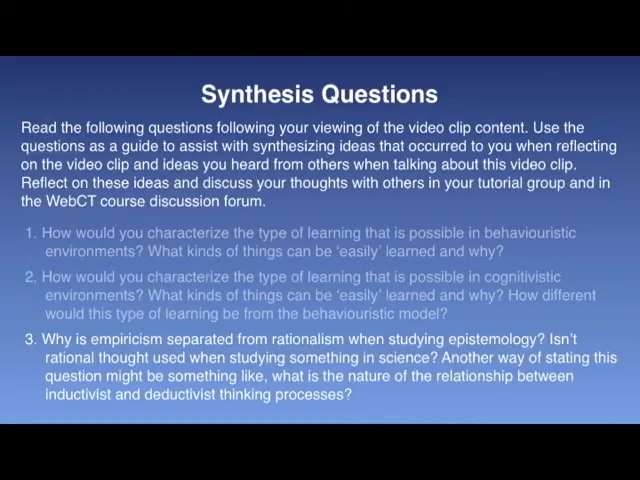 Synthesis Questions
Read the following questions following your viewing of the video clip content. Use the
questions as a guide to assist with synthesizing ideas that occurred to you when reflecting
on the video clip and ideas you heard from others when talking about this video clip.
Reflect on these ideas and discuss your thoughts with others in your tutorial group and in
the WebCT course discussion forum.
1. How would you characterize the type of learning that is possible in behaviouristic
environments? What kinds of things can be ‘easily’ learned and why?
2. How would you characterize the type of learning that is possible in cognitivistic
environments? What kinds of things can be ‘easily’ learned and why? How different
would this type of learning be from the behaviouristic model?
3. Why is empiricism separated from rationalism when studying epistemology? Isn’t
rational thought used when studying something in science? Another way of stating this
question might be something like, what is the nature of the relationship between
inductivist and deductivist thinking processes?